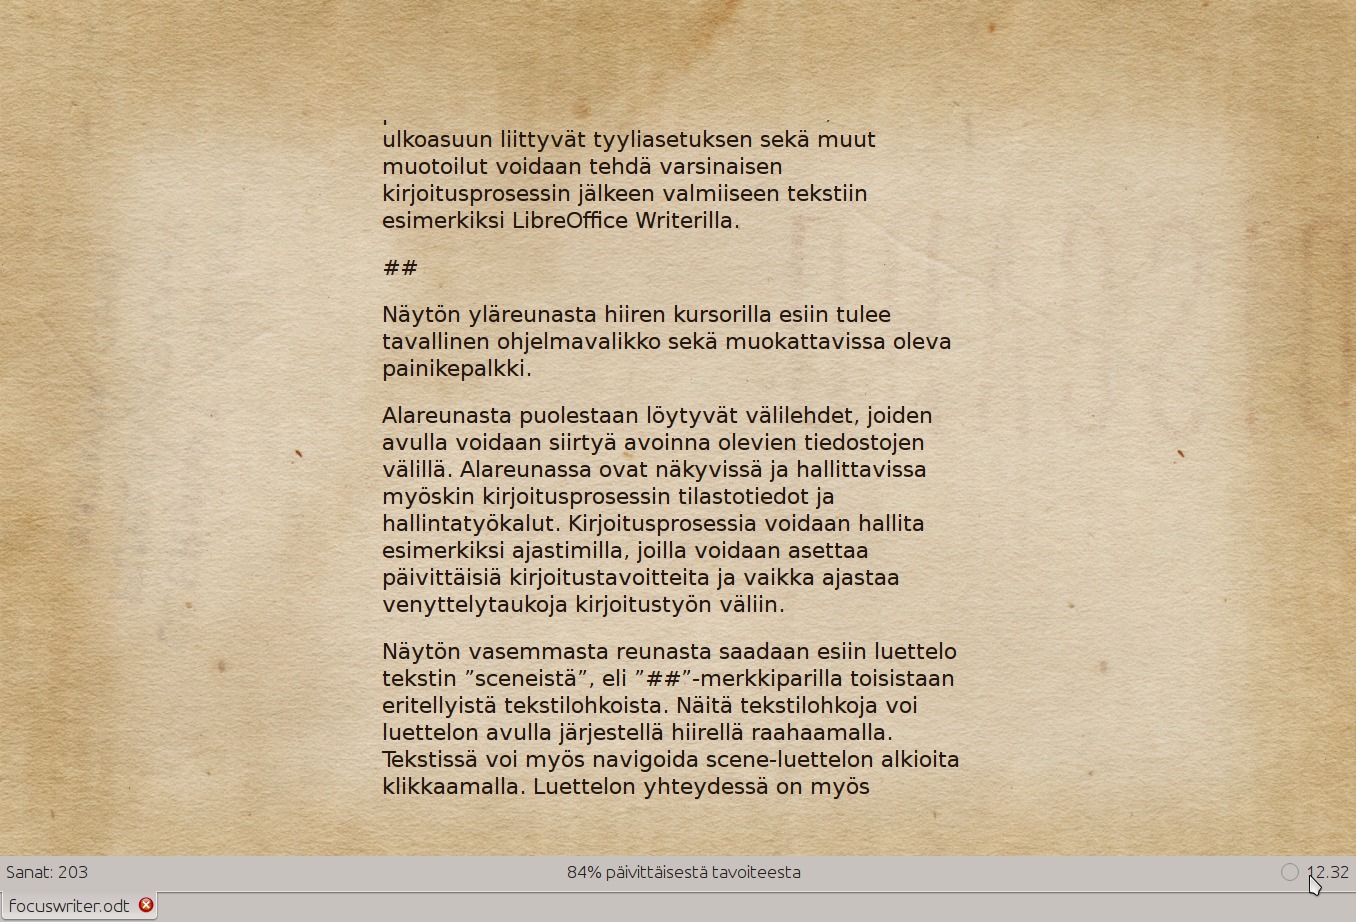 ulkoasuun liittyvät tyyliasetuksen sekä muut
muotoilut voidaan tehdä varsinaisen
kirjoitusprosessin jälkeen valmiiseen tekstiin
esimerkiksi LibreOffice Writerilla.
##
Näytön yläreunasta hiiren kursorilla esiin tulee
tavallinen ohjelmavalikko sekä muokattavissa oleva
painikepalkki.
Alareunasta puolestaan löytyvät välilehdet, joiden
avulla voidaan siirtyä avoinna olevien tiedostojen
välillä. Alareunassa ovat näkyvissä ja hallittavissa
myöskin kirjoitusprosessin tilastotiedot ja
hallintatyökalut. Kirjoitusprosessia voidaan hallita
esimerkiksi ajastimilla, joilla voidaan asettaa
päivittäisiä kirjoitustavoitteita ja vaikka ajastaa
venyttelytaukoja kirjoitustyön väliin.
Näytön vasemmasta reunasta saadaan esiin luettelo
tekstin ”sceneistä”, eli ”##”-merkkiparilla toisistaan
eritellyistä tekstilohkoista. Näitä tekstilohkoja voi
luettelon avulla järjestellä hiirellä raahaamalla.
Tekstissä voi myös navigoida scene-luettelon alkioita
klikkaamalla. Luettelon yhteydessä on myös
Sanat: 203
84% päivittäisestä tavoiteesta
12.32
focuswriter.odt